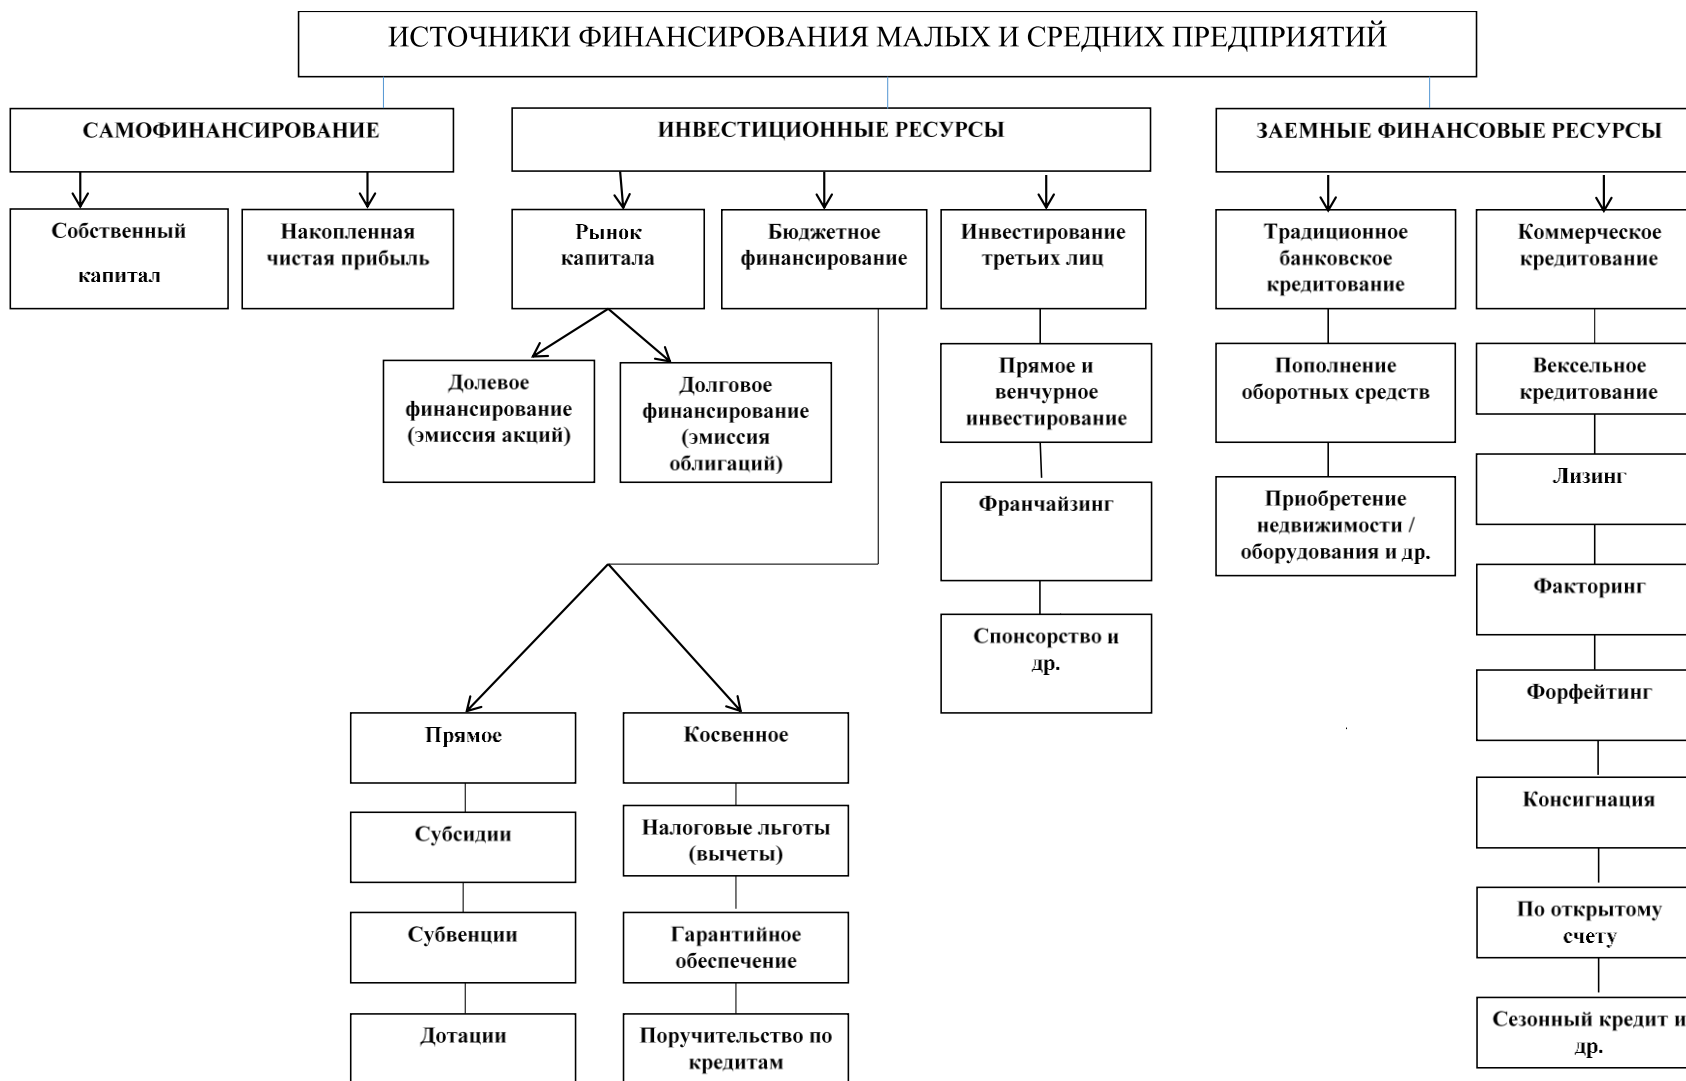 ИСТОЧНИКИ ФИНАНСИРОВАНИЯ МАЛЫХ И СРЕДНИХ ПРЕДПРИЯТИЙ
САМОФИНАНСИРОВАНИЕ
ИНВЕСТИЦИОННЫЕ РЕСУРСЫ
ЗАЕМНЫЕ ФИНАНСОВЫЕ РЕСУРСЫ
Собственный
капитал
Накопленная
чистая прибыль
Рынок
капитала
Бюджетное
финансирование
Инвестирование
третьих лиц
Традиционное
банковское
кредитование
Коммерческое
кредитование
Долевое
финансирование
(эмиссия акций)
Долговое
финансирование
(эмиссия
облигаций)
Прямое и
венчурное
инвестирование
Пополнение
оборотных средств
Вексельное
кредитование
Франчайзинг
Приобретение
недвижимости /
оборудования и др.
Лизинг
Факторинг
Спонсорство и
др.
Форфейтинг
Прямое
Косвенное
Консигнация
Субсидии
Налоговые льготы
(вычеты)
По открытому
счету
Субвенции
Гарантийное
обеспечение
Сезонный кредит и
др.
Дотации
Поручительство по
кредитам